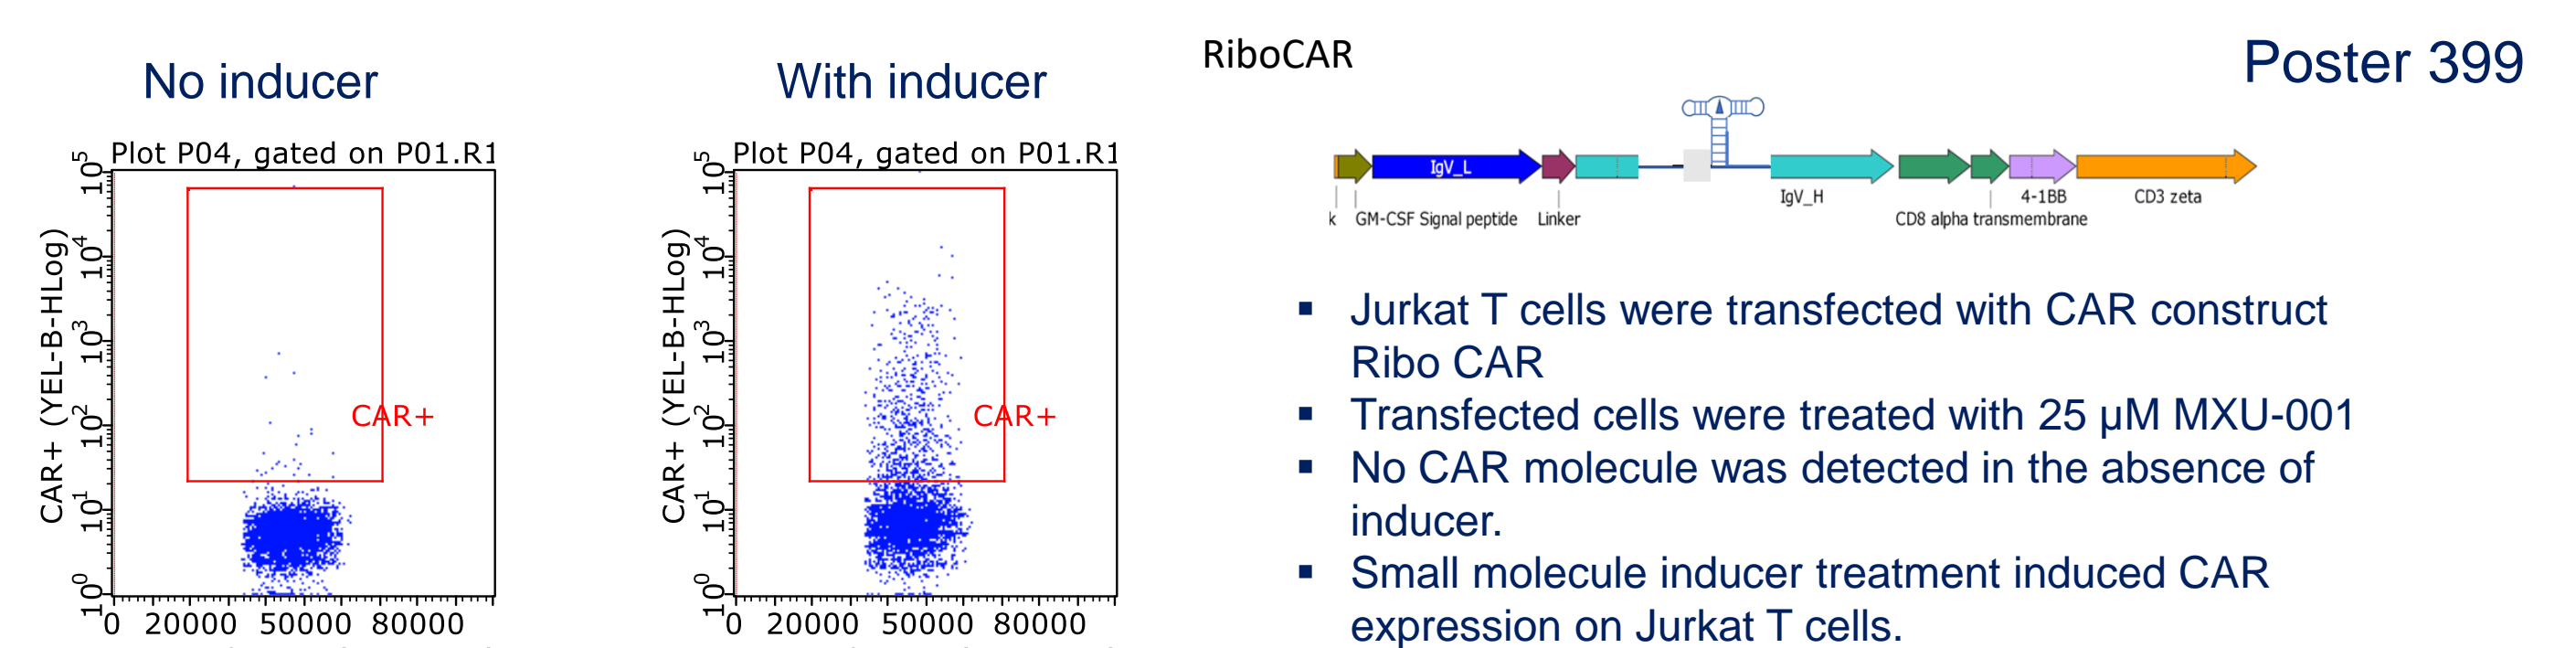 No inducer
Plot P04, gated on P01.R1
CAR+ (YEL-B-HLog)
10^5
10^4
10^3
10^2
10^1
10^0
CAR+
0 20000 50000 80000
With inducer
Plot P04, gated on P01.R1
CAR+ (YEL-B-HLog)
10^5
10^4
10^3
10^2
10^1
10^0
CAR+
0 20000 50000 80000
RiboCAR
Poster 399
IgV_L
IgV_H
4-1BB
CD3 zeta
k
GM-CSF Signal peptide
Linker
CD8 alpha transmembrane
▪ Jurkat T cells were transfected with CAR construct
Ribo CAR
▪ Transfected cells were treated with 25 µM MXU-001
▪ No CAR molecule was detected in the absence of
inducer.
▪ Small molecule inducer treatment induced CAR
expression on Jurkat T cells.